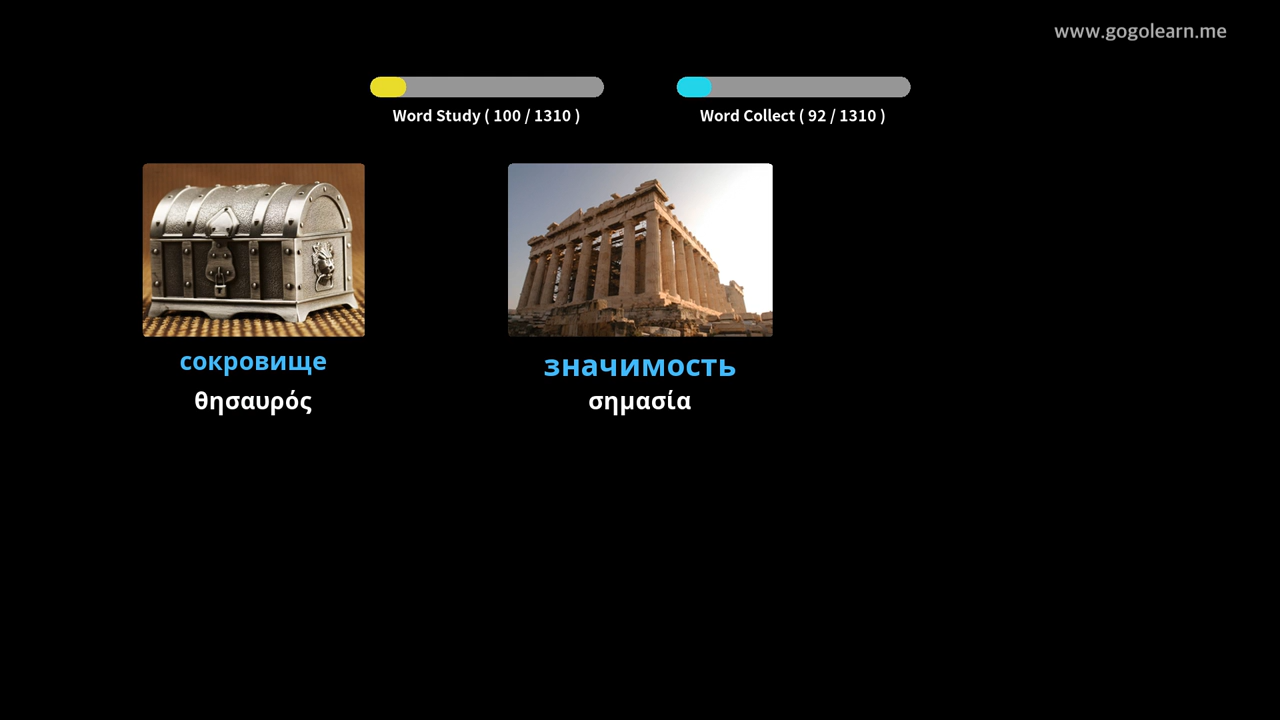 www.gogolearn.me
Word Study ( 100 / 1310 )
Word Collect ( 92 / 1310 )
сокровище
θησαυρός
значимость
σημασία